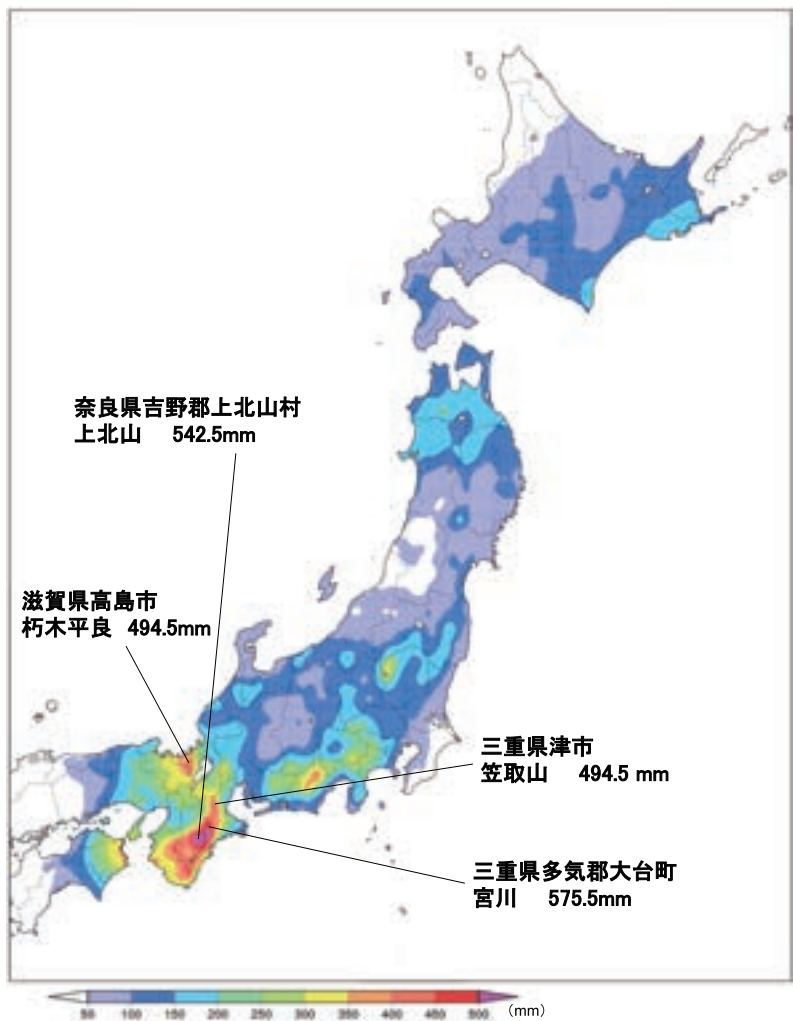 奈良県吉野郡上北山村
上北山 542.5mm
滋賀県高島市
朽木平良 494.5mm
三重県津市
笠取山 494.5 mm
三重県多気郡大台町
宮川 575.5mm
50 100 150 200 250 300 350 400 450 500 (mm)